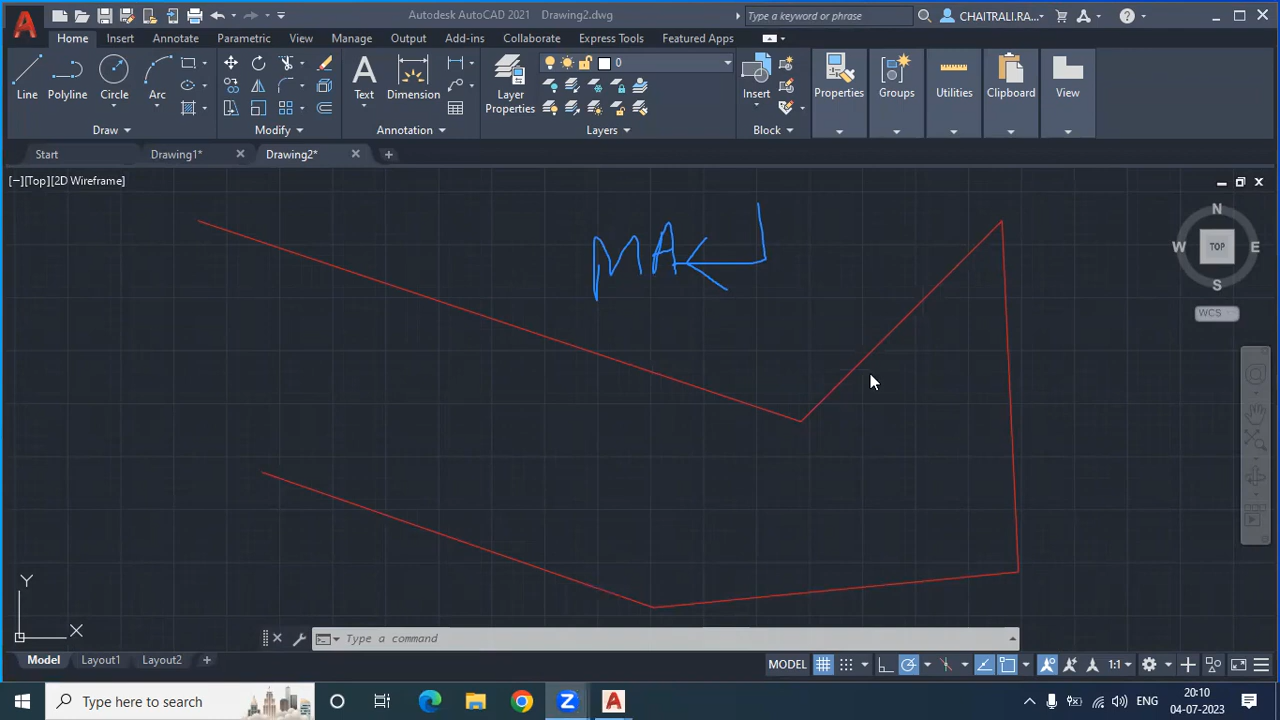 Autodesk AutoCAD 2021 Drawing2.dwg Type a keyword or phrase CHAITRALI.RA...
Home Insert Annotate Parametric View Manage Output Add-ins Collaborate Express Tools Featured Apps
0
Line Polyline Circle Arc Text Dimension Layer Properties Insert Properties Groups Utilities Clipboard View
Draw Modify Annotation Layers Block
Start Drawing1* Drawing2*
[−][Top][2D Wireframe]
N
W TOP E
S
WCS
MA
Y
X
Type a command
Model Layout1 Layout2 MODEL 1:1
Type here to search ENG 20:10
04-07-2023